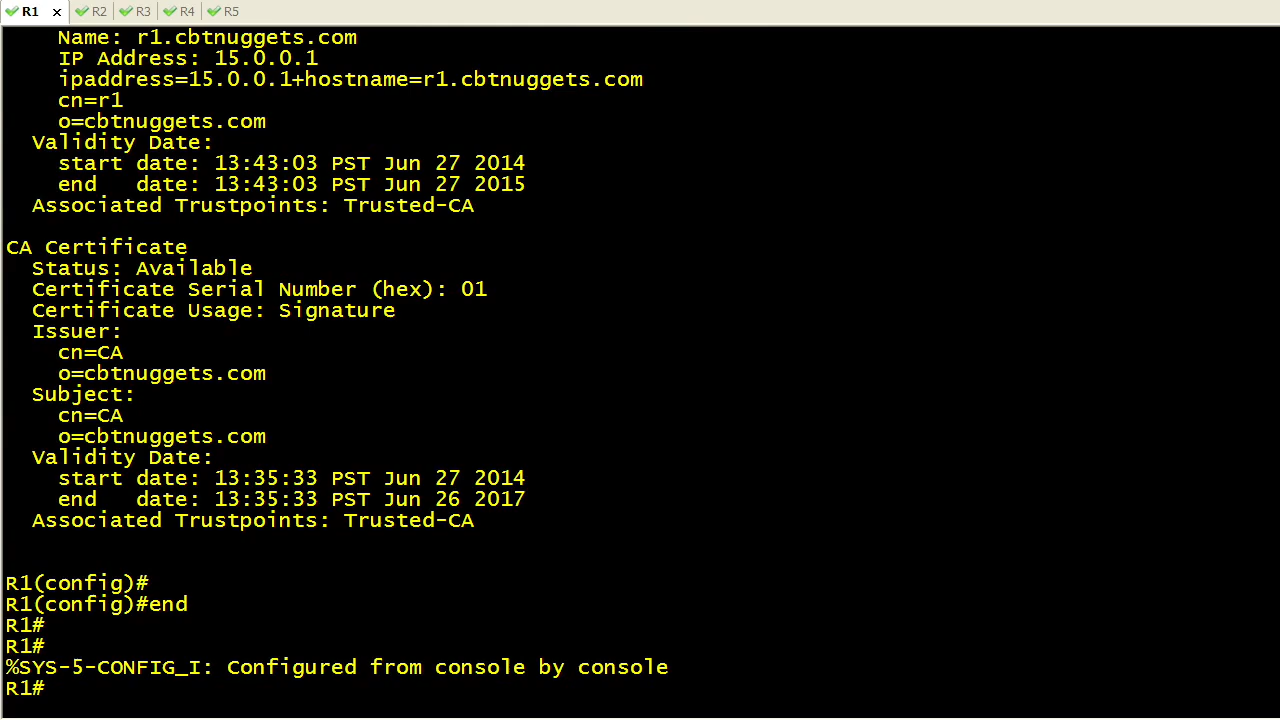 R1 x R2 R3 R4 R5
Name: r1.cbtnuggets.com
IP Address: 15.0.0.1
ipaddress=15.0.0.1+hostname=r1.cbtnuggets.com
cn=r1
o=cbtnuggets.com
Validity Date:
start date: 13:43:03 PST Jun 27 2014
end   date: 13:43:03 PST Jun 27 2015
Associated Trustpoints: Trusted-CA
CA Certificate
Status: Available
Certificate Serial Number (hex): 01
Certificate Usage: Signature
Issuer:
cn=CA
o=cbtnuggets.com
Subject:
cn=CA
o=cbtnuggets.com
Validity Date:
start date: 13:35:33 PST Jun 27 2014
end   date: 13:35:33 PST Jun 26 2017
Associated Trustpoints: Trusted-CA
R1(config)#
R1(config)#end
R1#
R1#
%SYS-5-CONFIG_I: Configured from console by console
R1#